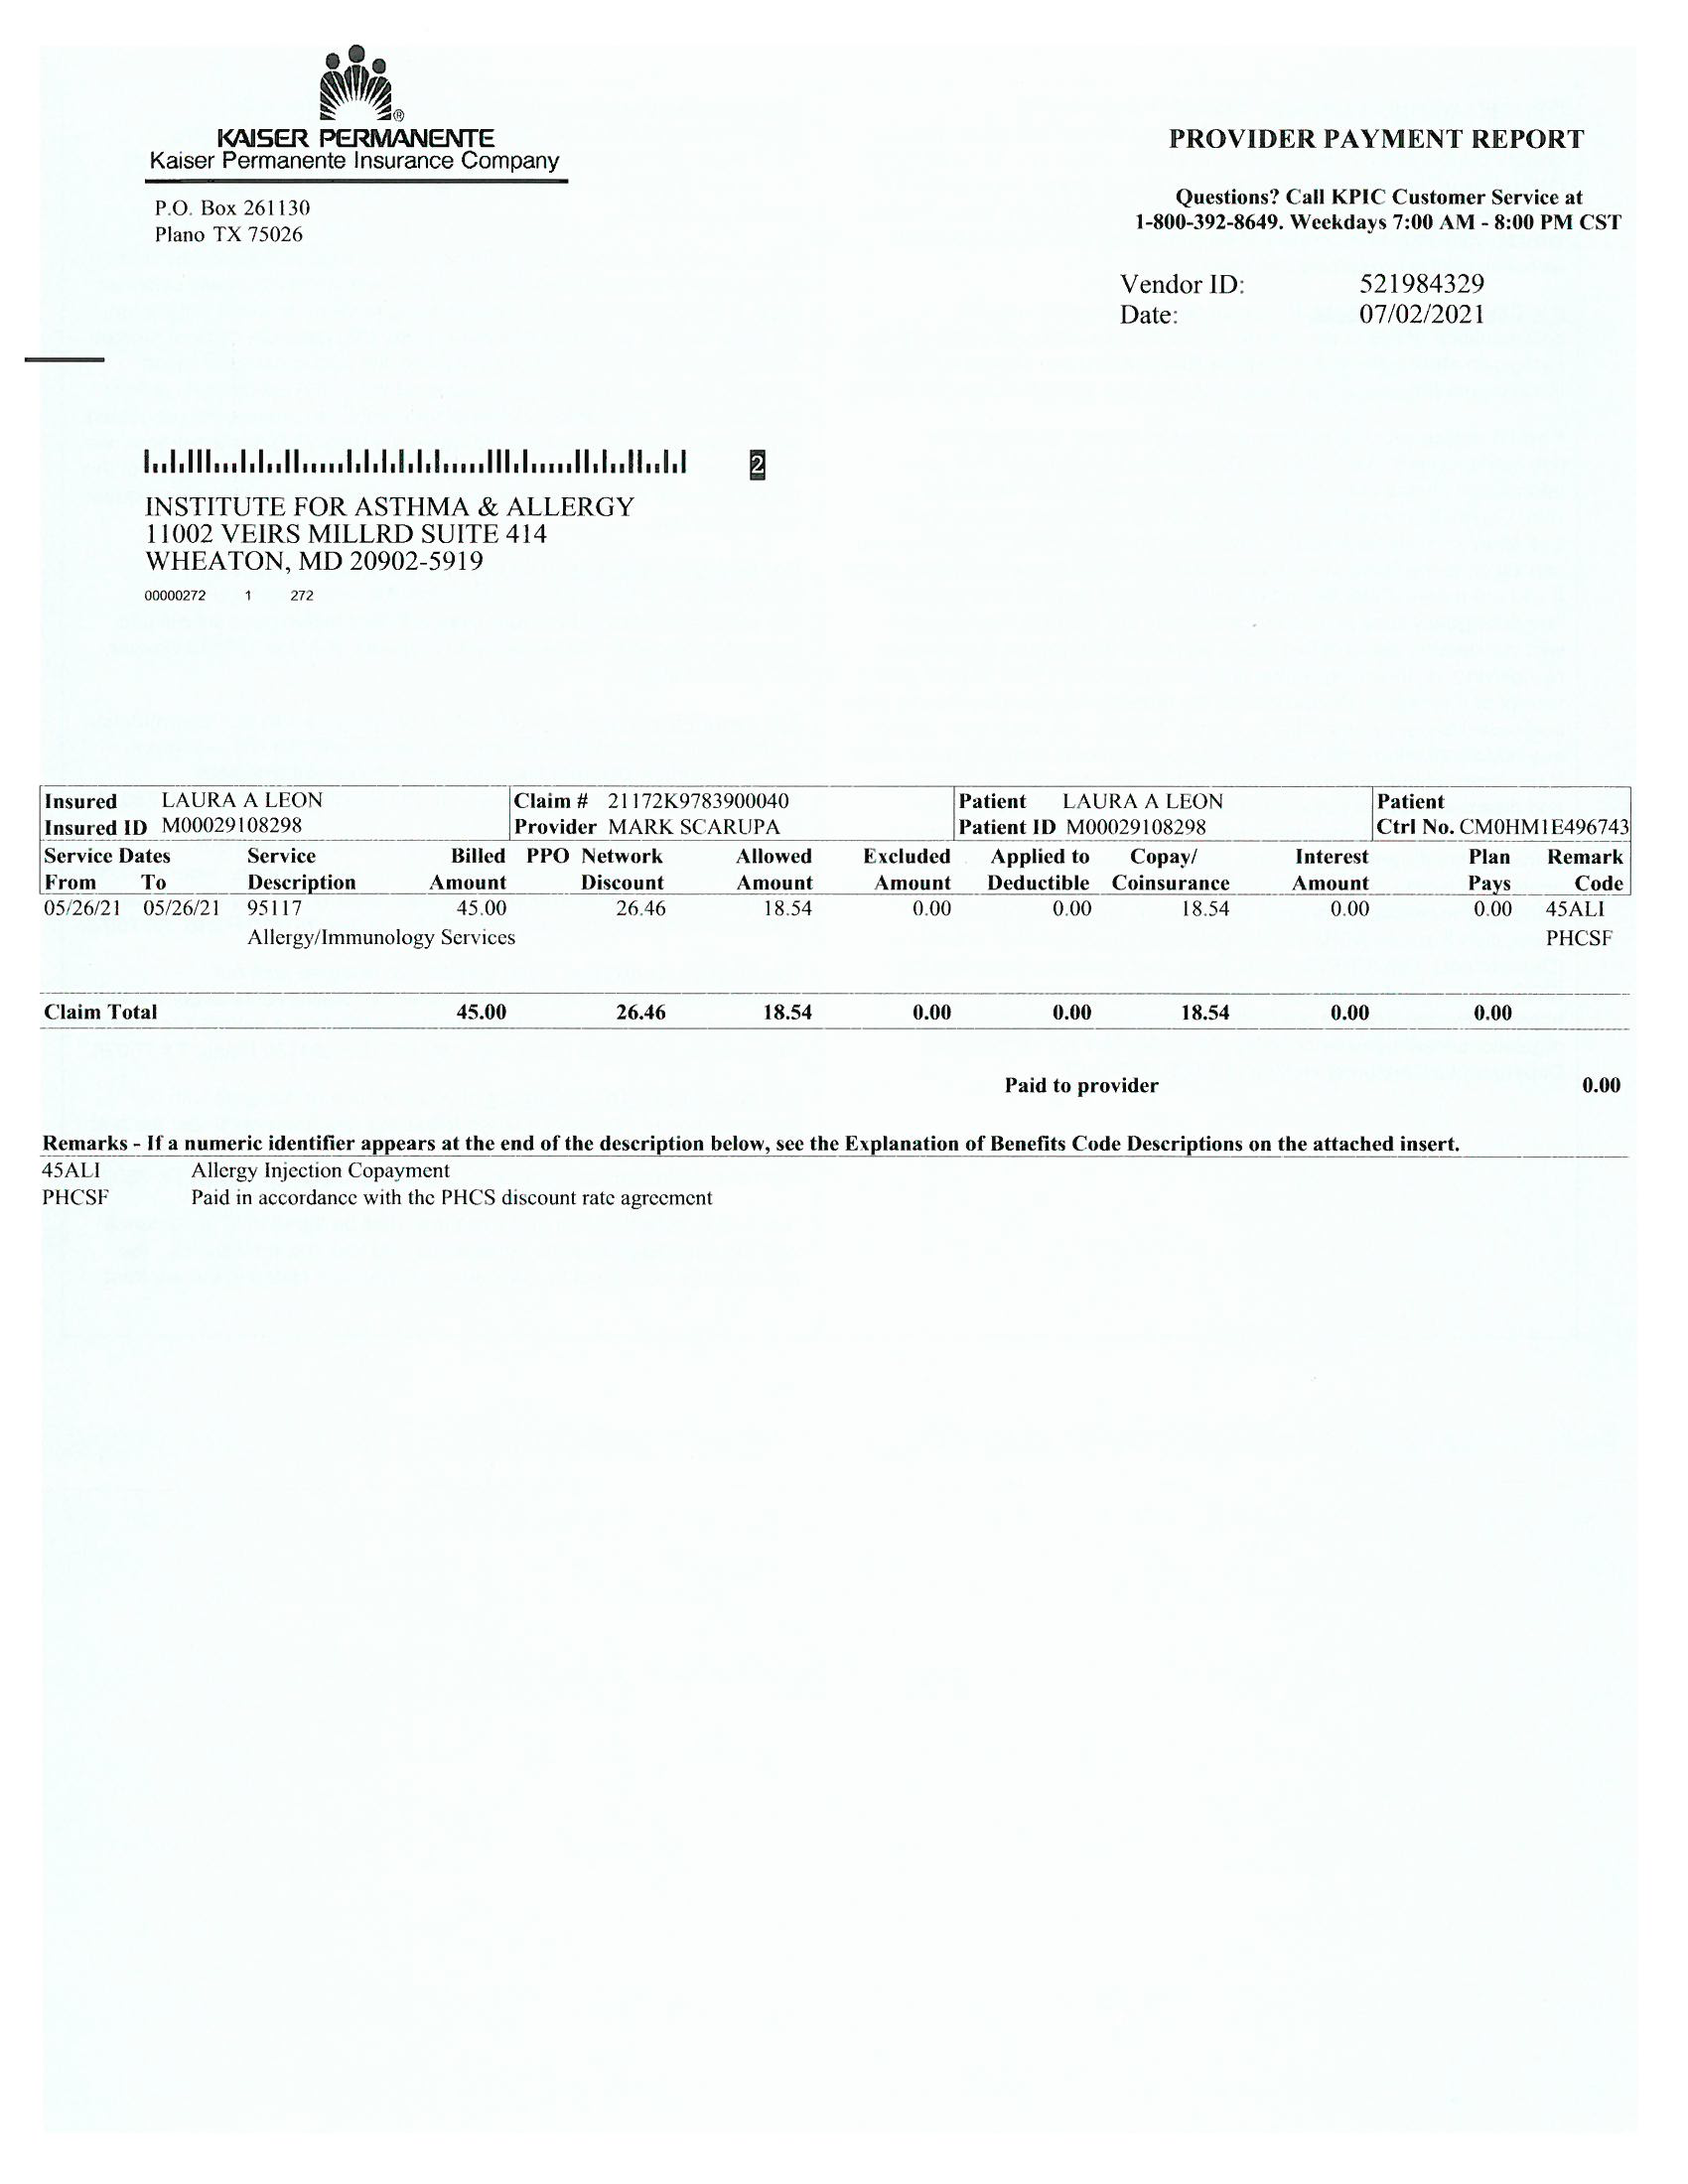 KAISER PERMANENTE®
Kaiser Permanente Insurance Company
P.O. Box 261130
Plano TX 75026
PROVIDER PAYMENT REPORT
Questions? Call KPIC Customer Service at
1-800-392-8649. Weekdays 7:00 AM - 8:00 PM CST
Vendor ID: 521984329
Date: 07/02/2021
2
INSTITUTE FOR ASTHMA & ALLERGY
11002 VEIRS MILLRD SUITE 414
WHEATON, MD 20902-5919
00000272 1 272
Insured LAURA A LEON Claim # 21172K9783900040 Patient LAURA A LEON Patient
Insured ID M00029108298 Provider MARK SCARUPA Patient ID M00029108298 Ctrl No. CM0HM1E496743
Service Dates Service Billed PPO Network Allowed Excluded Applied to Copay/ Interest Plan Remark
From To Description Amount Discount Amount Amount Deductible Coinsurance Amount Pays Code
05/26/21 05/26/21 95117 45.00 26.46 18.54 0.00 0.00 18.54 0.00 0.00 45ALI
Allergy/Immunology Services PHCSF
Claim Total 45.00 26.46 18.54 0.00 0.00 18.54 0.00 0.00
Paid to provider 0.00
Remarks - If a numeric identifier appears at the end of the description below, see the Explanation of Benefits Code Descriptions on the attached insert.
45ALI Allergy Injection Copayment
PHCSF Paid in accordance with the PHCS discount rate agreement